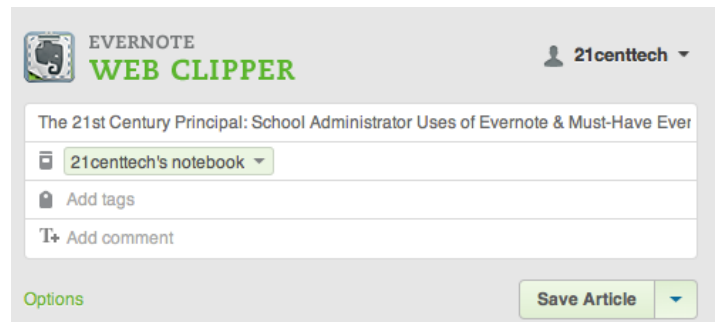 EVERNOTE
WEB CLIPPER
21centtech
The 21st Century Principal: School Administrator Uses of Evernote & Must-Have Ever
21centtech's notebook
Add tags
T+ Add comment
Options
Save Article